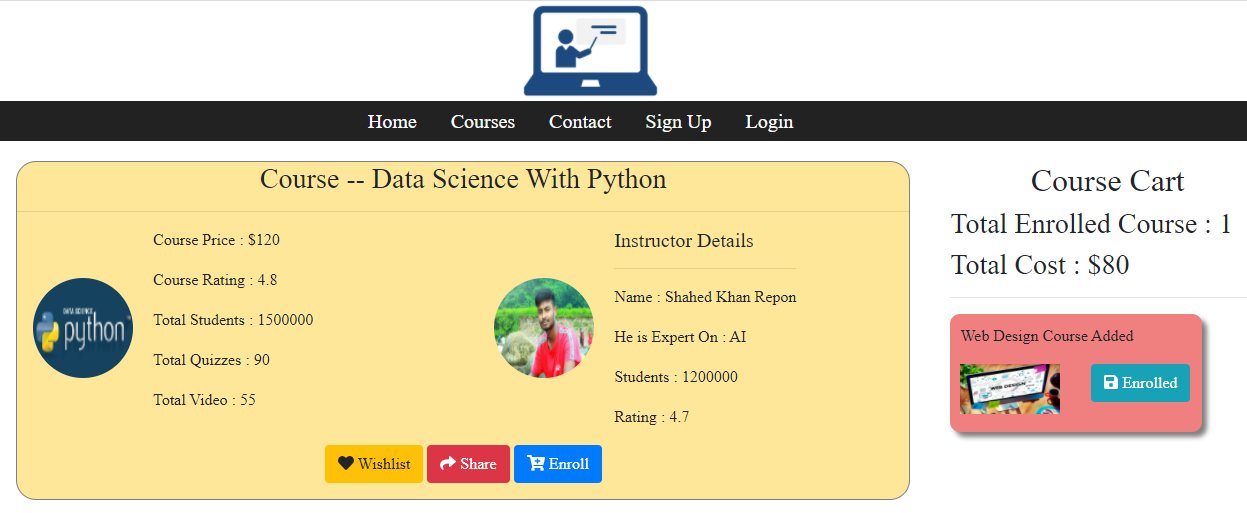 Home Courses Contact Sign Up Login
Course -- Data Science With Python
DATA SCIENCE
python
Course Price : $120
Course Rating : 4.8
Total Students : 1500000
Total Quizzes : 90
Total Video : 55
Instructor Details
Name : Shahed Khan Repon
He is Expert On : AI
Students : 1200000
Rating : 4.7
Wishlist Share Enroll
Course Cart
Total Enrolled Course : 1
Total Cost : $80
Web Design Course Added
WEB DESIGN
Enrolled